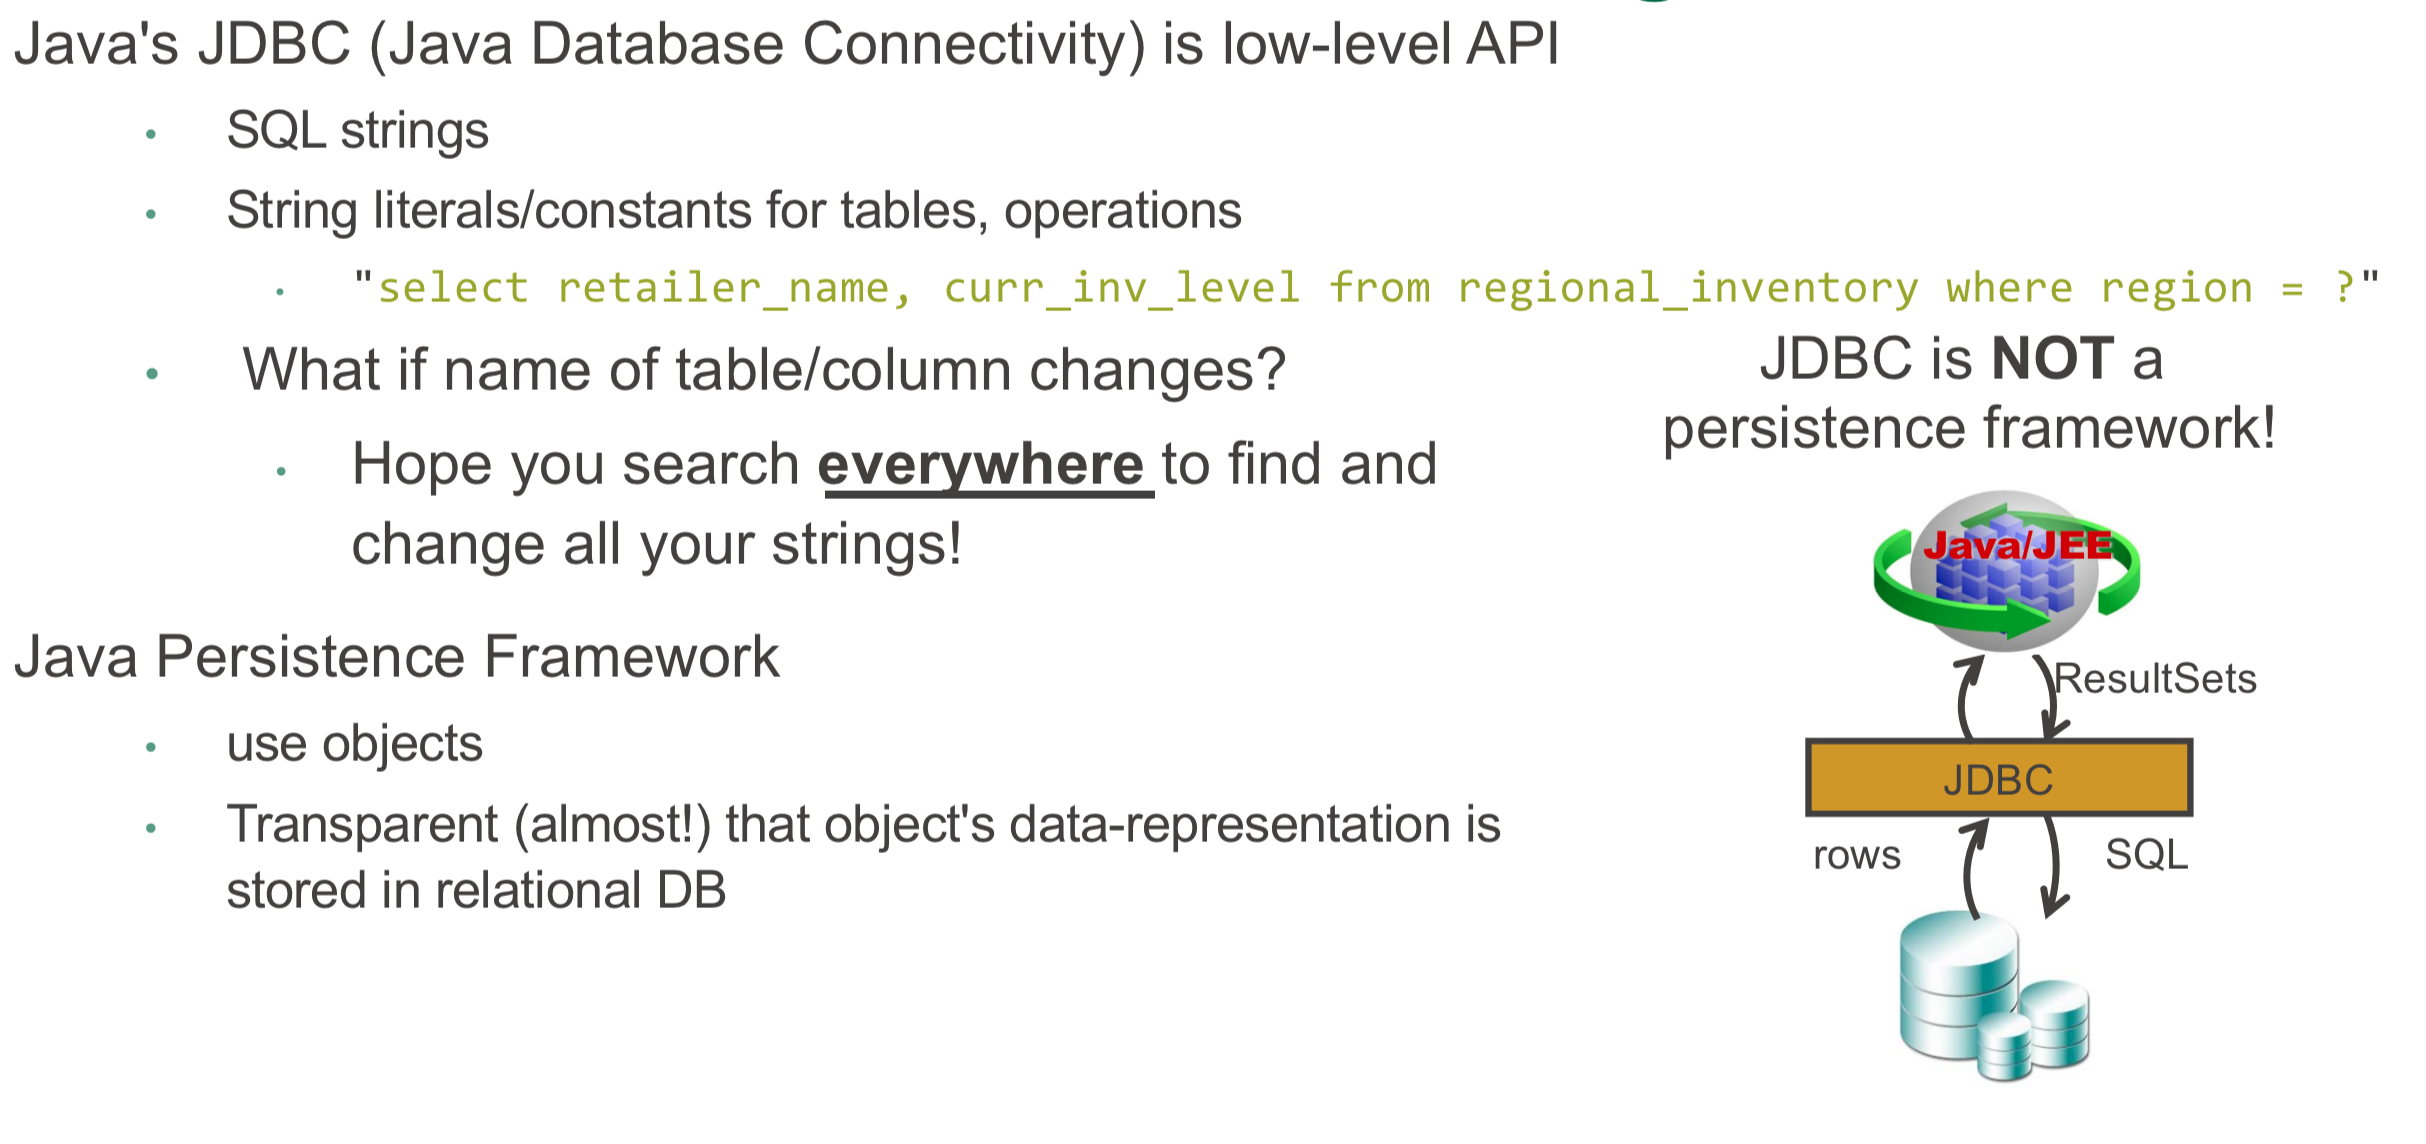 Java's JDBC (Java Database Connectivity) is low-level API
• SQL strings
• String literals/constants for tables, operations
• "select retailer_name, curr_inv_level from regional_inventory where region = ?"
• What if name of table/column changes?
• Hope you search everywhere to find and
change all your strings!
Java Persistence Framework
• use objects
• Transparent (almost!) that object's data-representation is
stored in relational DB
JDBC is NOT a
persistence framework!
Java/JEE
ResultSets
JDBC
rows
SQL